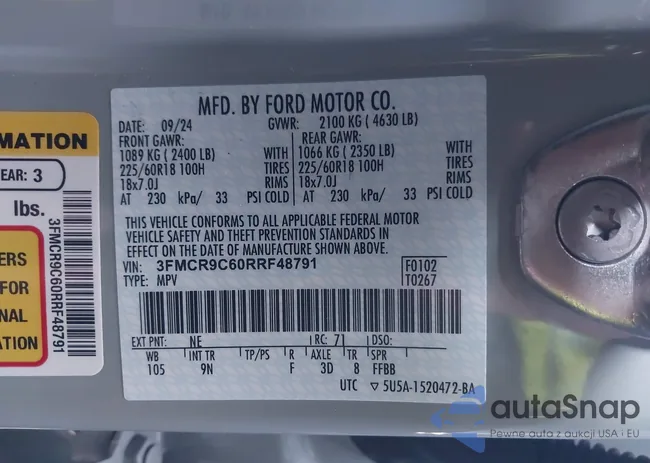 MATION
EAR: 3
lbs.
ERS
FOR
NAL
ATION
3FMCR9C60RRF48791
MFD. BY FORD MOTOR CO.
DATE: 09/24 GVWR: 2100 KG ( 4630 LB)
FRONT GAWR: REAR GAWR:
1089 KG ( 2400 LB) WITH 1066 KG ( 2350 LB) WITH
225/60R18 100H TIRES 225/60R18 100H TIRES
18x7.0J RIMS 18x7.0J RIMS
AT 230 kPa/ 33 PSI COLD AT 230 kPa/ 33 PSI COLD
THIS VEHICLE CONFORMS TO ALL APPLICABLE FEDERAL MOTOR
VEHICLE SAFETY AND THEFT PREVENTION STANDARDS IN
EFFECT ON THE DATE OF MANUFACTURE SHOWN ABOVE.
VIN: 3FMCR9C60RRF48791 F0102
TYPE: MPV T0267
EXT PNT: NE RC: 71 DSO:
WB INT TR TP/PS R AXLE TR SPR
105 9N F 3D 8 FFBB
UTC ▽ 5U5A-1520472-BA
autoSnap
Pewne auta z aukcji USA i EU